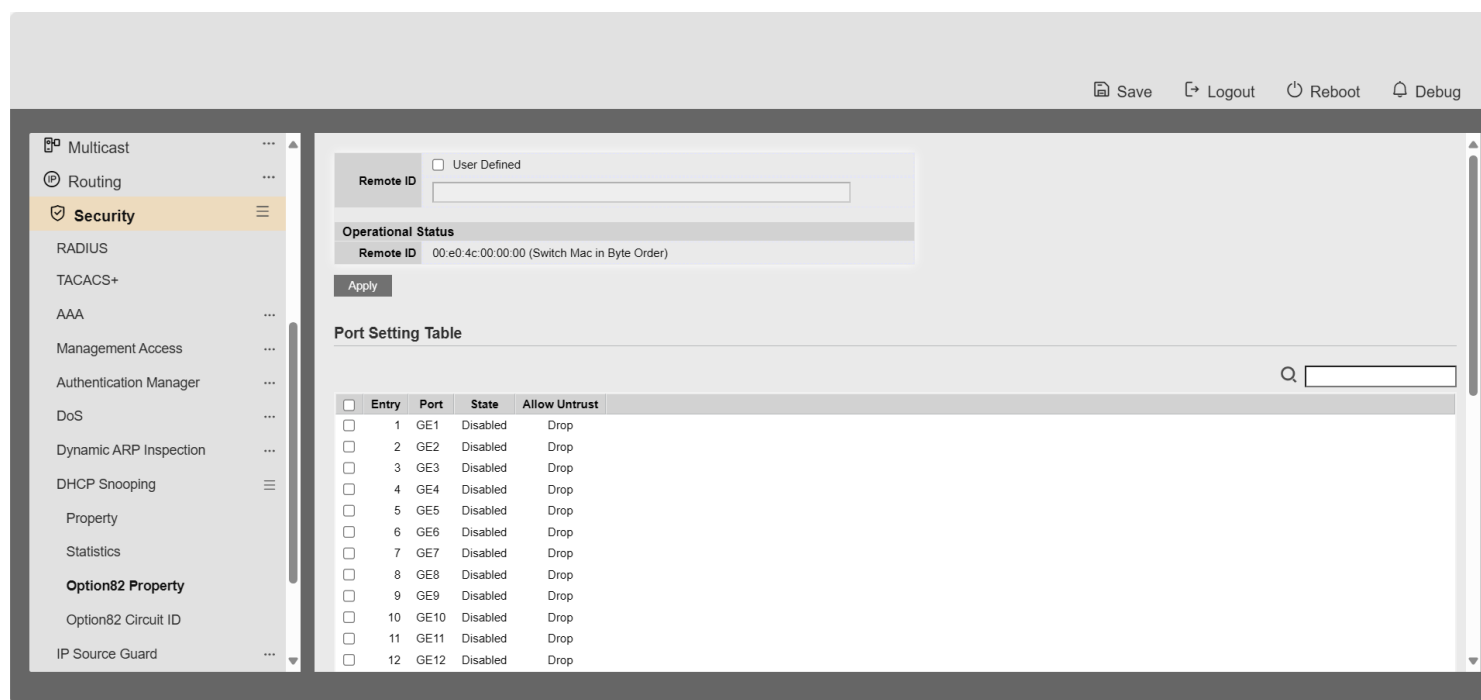 Save Logout Reboot Debug
Multicast ...
Routing ...
Security
RADIUS
TACACS+
AAA ...
Management Access ...
Authentication Manager ...
DoS ...
Dynamic ARP Inspection ...
DHCP Snooping
Property
Statistics
Option82 Property
Option82 Circuit ID
IP Source Guard ...
Remote ID User Defined
Operational Status
Remote ID 00:e0:4c:00:00:00 (Switch Mac in Byte Order)
Apply
Port Setting Table
Entry Port State Allow Untrust
1 GE1 Disabled Drop
2 GE2 Disabled Drop
3 GE3 Disabled Drop
4 GE4 Disabled Drop
5 GE5 Disabled Drop
6 GE6 Disabled Drop
7 GE7 Disabled Drop
8 GE8 Disabled Drop
9 GE9 Disabled Drop
10 GE10 Disabled Drop
11 GE11 Disabled Drop
12 GE12 Disabled Drop